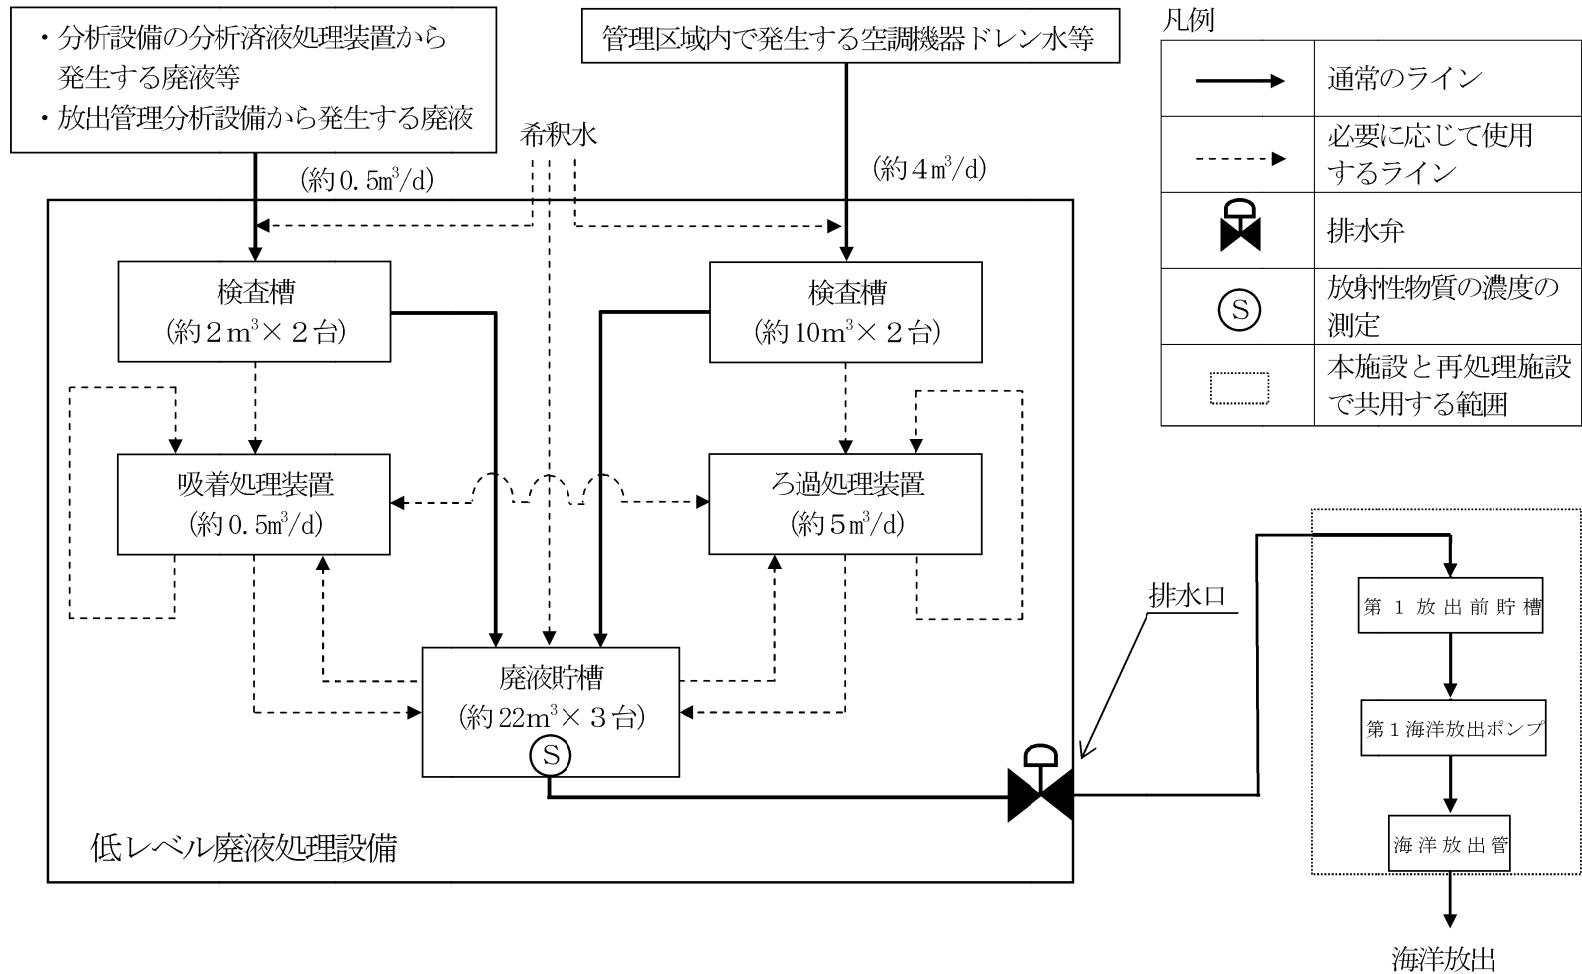 ・分析設備の分析済液処理装置から
発生する廃液等
・放出管理分析設備から発生する廃液
管理区域内で発生する空調機器ドレン水等
希釈水
(約0.5m³/d)
(約4m³/d)
検査槽
(約2m³×2台)
検査槽
(約10m³×2台)
吸着処理装置
(約0.5m³/d)
ろ過処理装置
(約5m³/d)
廃液貯槽
(約22m³×3台)
S
低レベル廃液処理設備
排水口
凡例
通常のライン
必要に応じて使用
するライン
排水弁
S
放射性物質の濃度の
測定
本施設と再処理施設
で共用する範囲
第1放出前貯槽
第1海洋放出ポンプ
海洋放出管
海洋放出